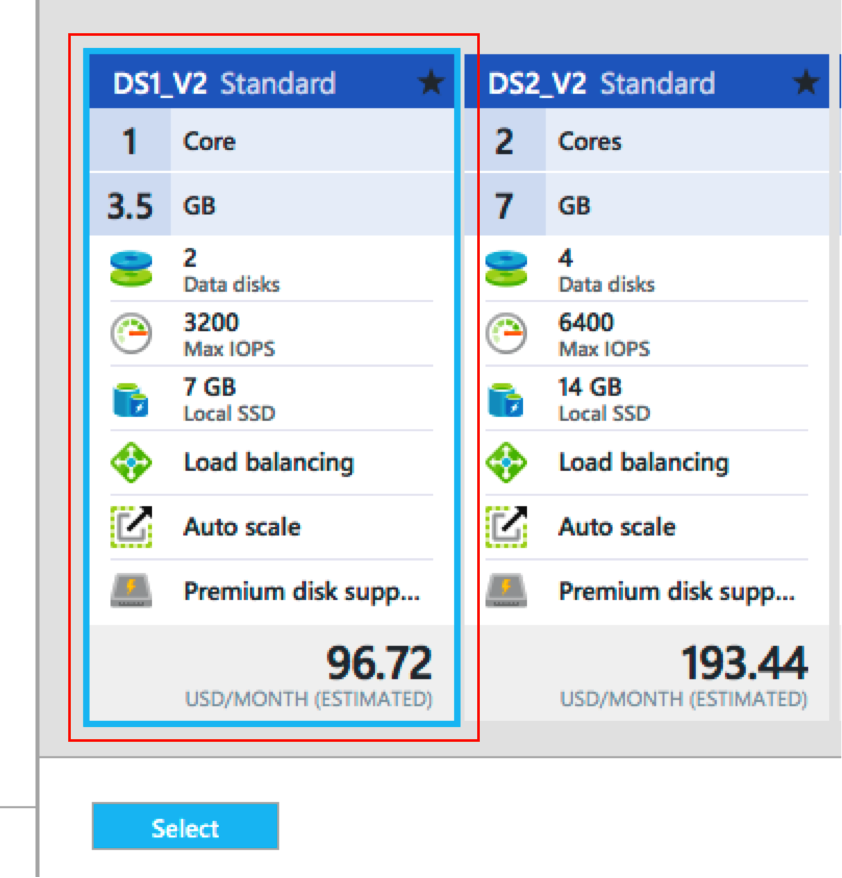 DS1_V2 Standard
1 Core
3.5 GB
2
Data disks
3200
Max IOPS
7 GB
Local SSD
Load balancing
Auto scale
Premium disk supp...
96.72
USD/MONTH (ESTIMATED)
DS2_V2 Standard
2 Cores
7 GB
4
Data disks
6400
Max IOPS
14 GB
Local SSD
Load balancing
Auto scale
Premium disk supp...
193.44
USD/MONTH (ESTIMATED)
Select